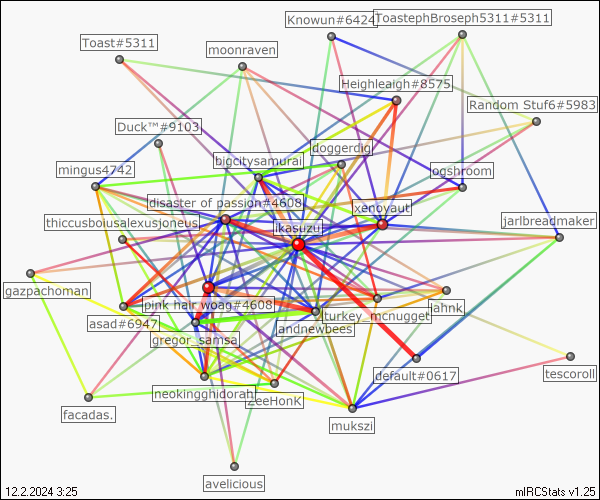 Knowun#6424
ToastephBroseph5311#5311
Toast#5311
moonraven
Heighleaigh#8575
Random Stuf6#5983
Duck™#9103
doggerdig
bigcitysamurai
mingus4742
ogshroom
disaster of passion#4608
xenoyaut
thiccusboiusalexusjoneus
ikasuzu
jarlbreadmaker
gazpachoman
pink hair woag#4608
turkey_mcnugget
ahnk
asad#6947
andnewbees
gregor_samsa
default#0617
tescoroll
neokingghidorah
ZeeHonK
facadas.
mukszi
avelicious
12.2.2024 3:25
mIRCStats v1.25